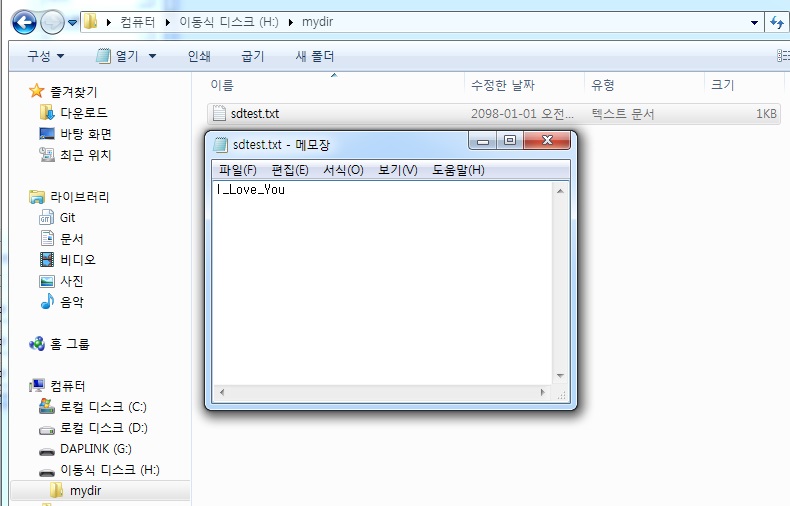 컴퓨터 ▸ 이동식 디스크 (H:) ▸ mydir
구성 열기 인쇄 굽기 새 폴더
이름 수정한 날짜 유형 크기
sdtest.txt 2098-01-01 오전... 텍스트 문서 1KB
즐겨찾기
다운로드
바탕 화면
최근 위치
라이브러리
Git
문서
비디오
사진
음악
홈 그룹
컴퓨터
로컬 디스크 (C:)
로컬 디스크 (D:)
DAPLINK (G:)
이동식 디스크 (H:)
mydir
sdtest.txt - 메모장
파일(F) 편집(E) 서식(O) 보기(V) 도움말(H)
I_Love_You